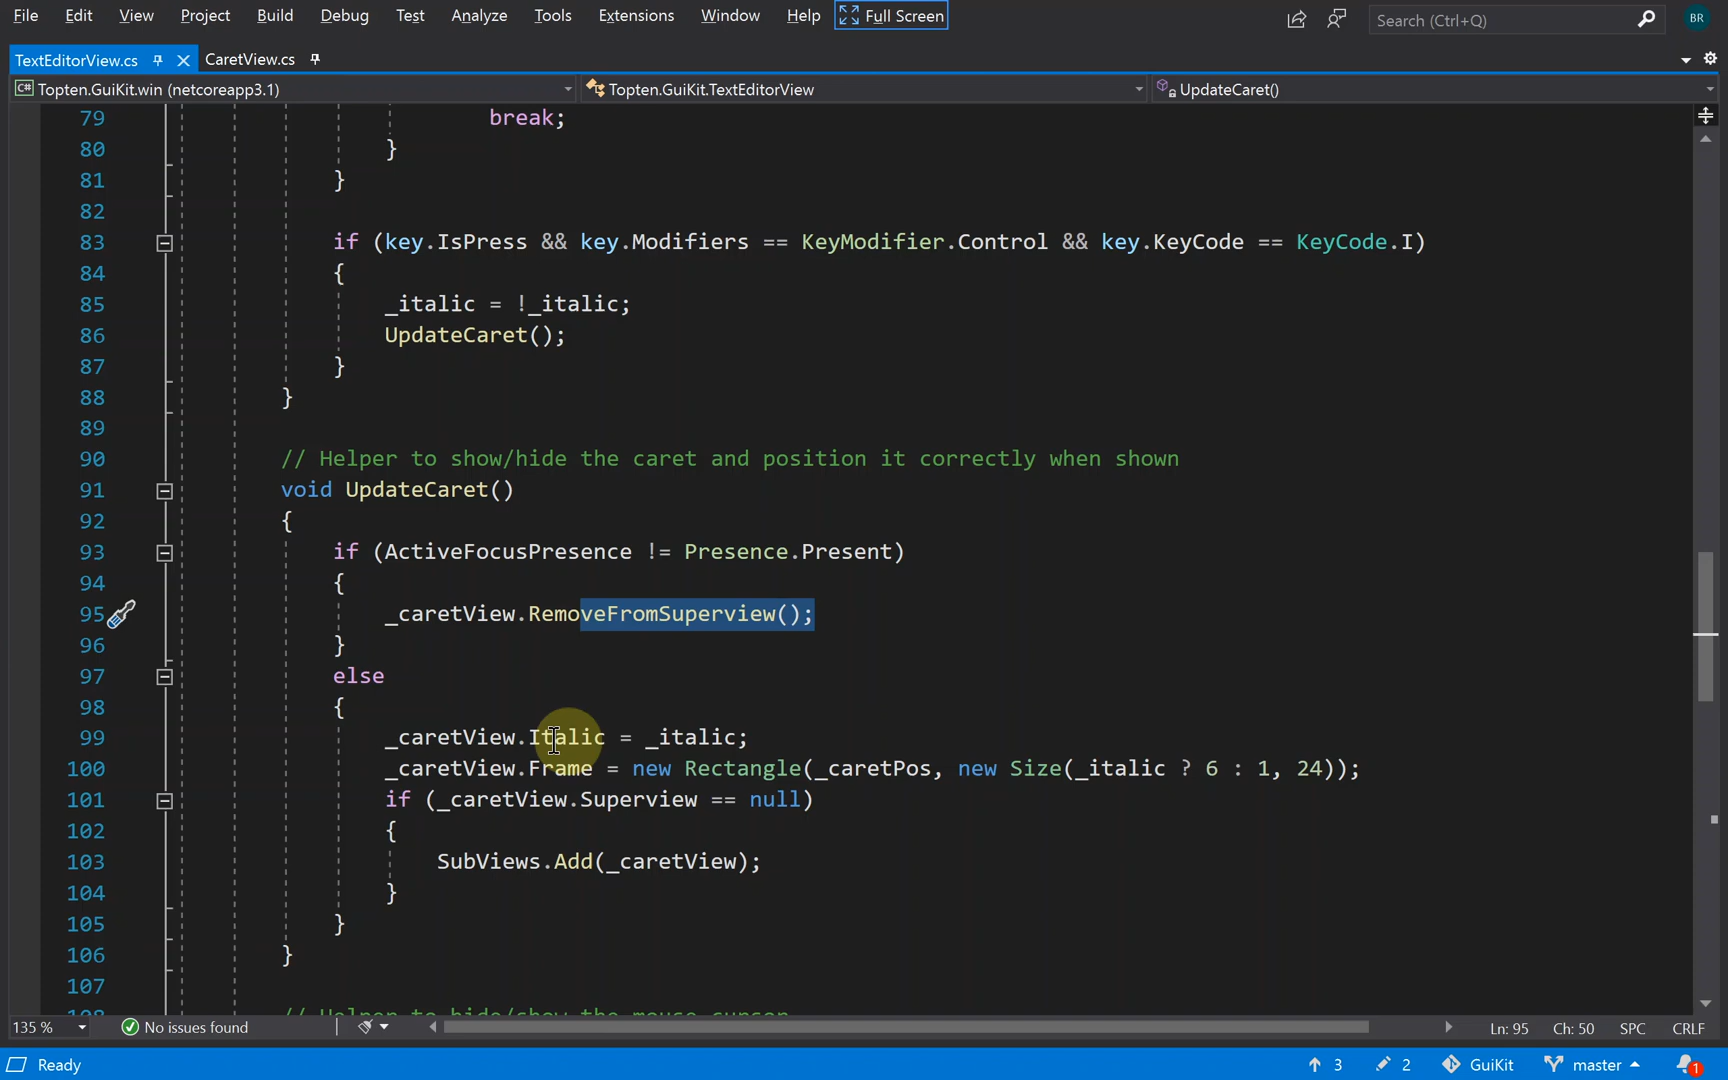 File Edit View Project Build Debug Test Analyze Tools Extensions Window Help Full Screen Search (Ctrl+Q) BR
TextEditorView.cs CaretView.cs
C# Topten.GuiKit.win (netcoreapp3.1) Topten.GuiKit.TextEditorView UpdateCaret()
79 break;
80 }
81 }
82
83 if (key.IsPress && key.Modifiers == KeyModifier.Control && key.KeyCode == KeyCode.I)
84 {
85 _italic = !_italic;
86 UpdateCaret();
87 }
88 }
89
90 // Helper to show/hide the caret and position it correctly when shown
91 void UpdateCaret()
92 {
93 if (ActiveFocusPresence != Presence.Present)
94 {
95 _caretView.RemoveFromSuperview();
96 }
97 else
98 {
99 _caretView.Italic = _italic;
100 _caretView.Frame = new Rectangle(_caretPos, new Size(_italic ? 6 : 1, 24));
101 if (_caretView.Superview == null)
102 {
103 SubViews.Add(_caretView);
104 }
105 }
106 }
107
108 // Helper to hide/show the mouse cursor
135 % No issues found Ln: 95 Ch: 50 SPC CRLF
Ready 3 2 GuiKit master 1